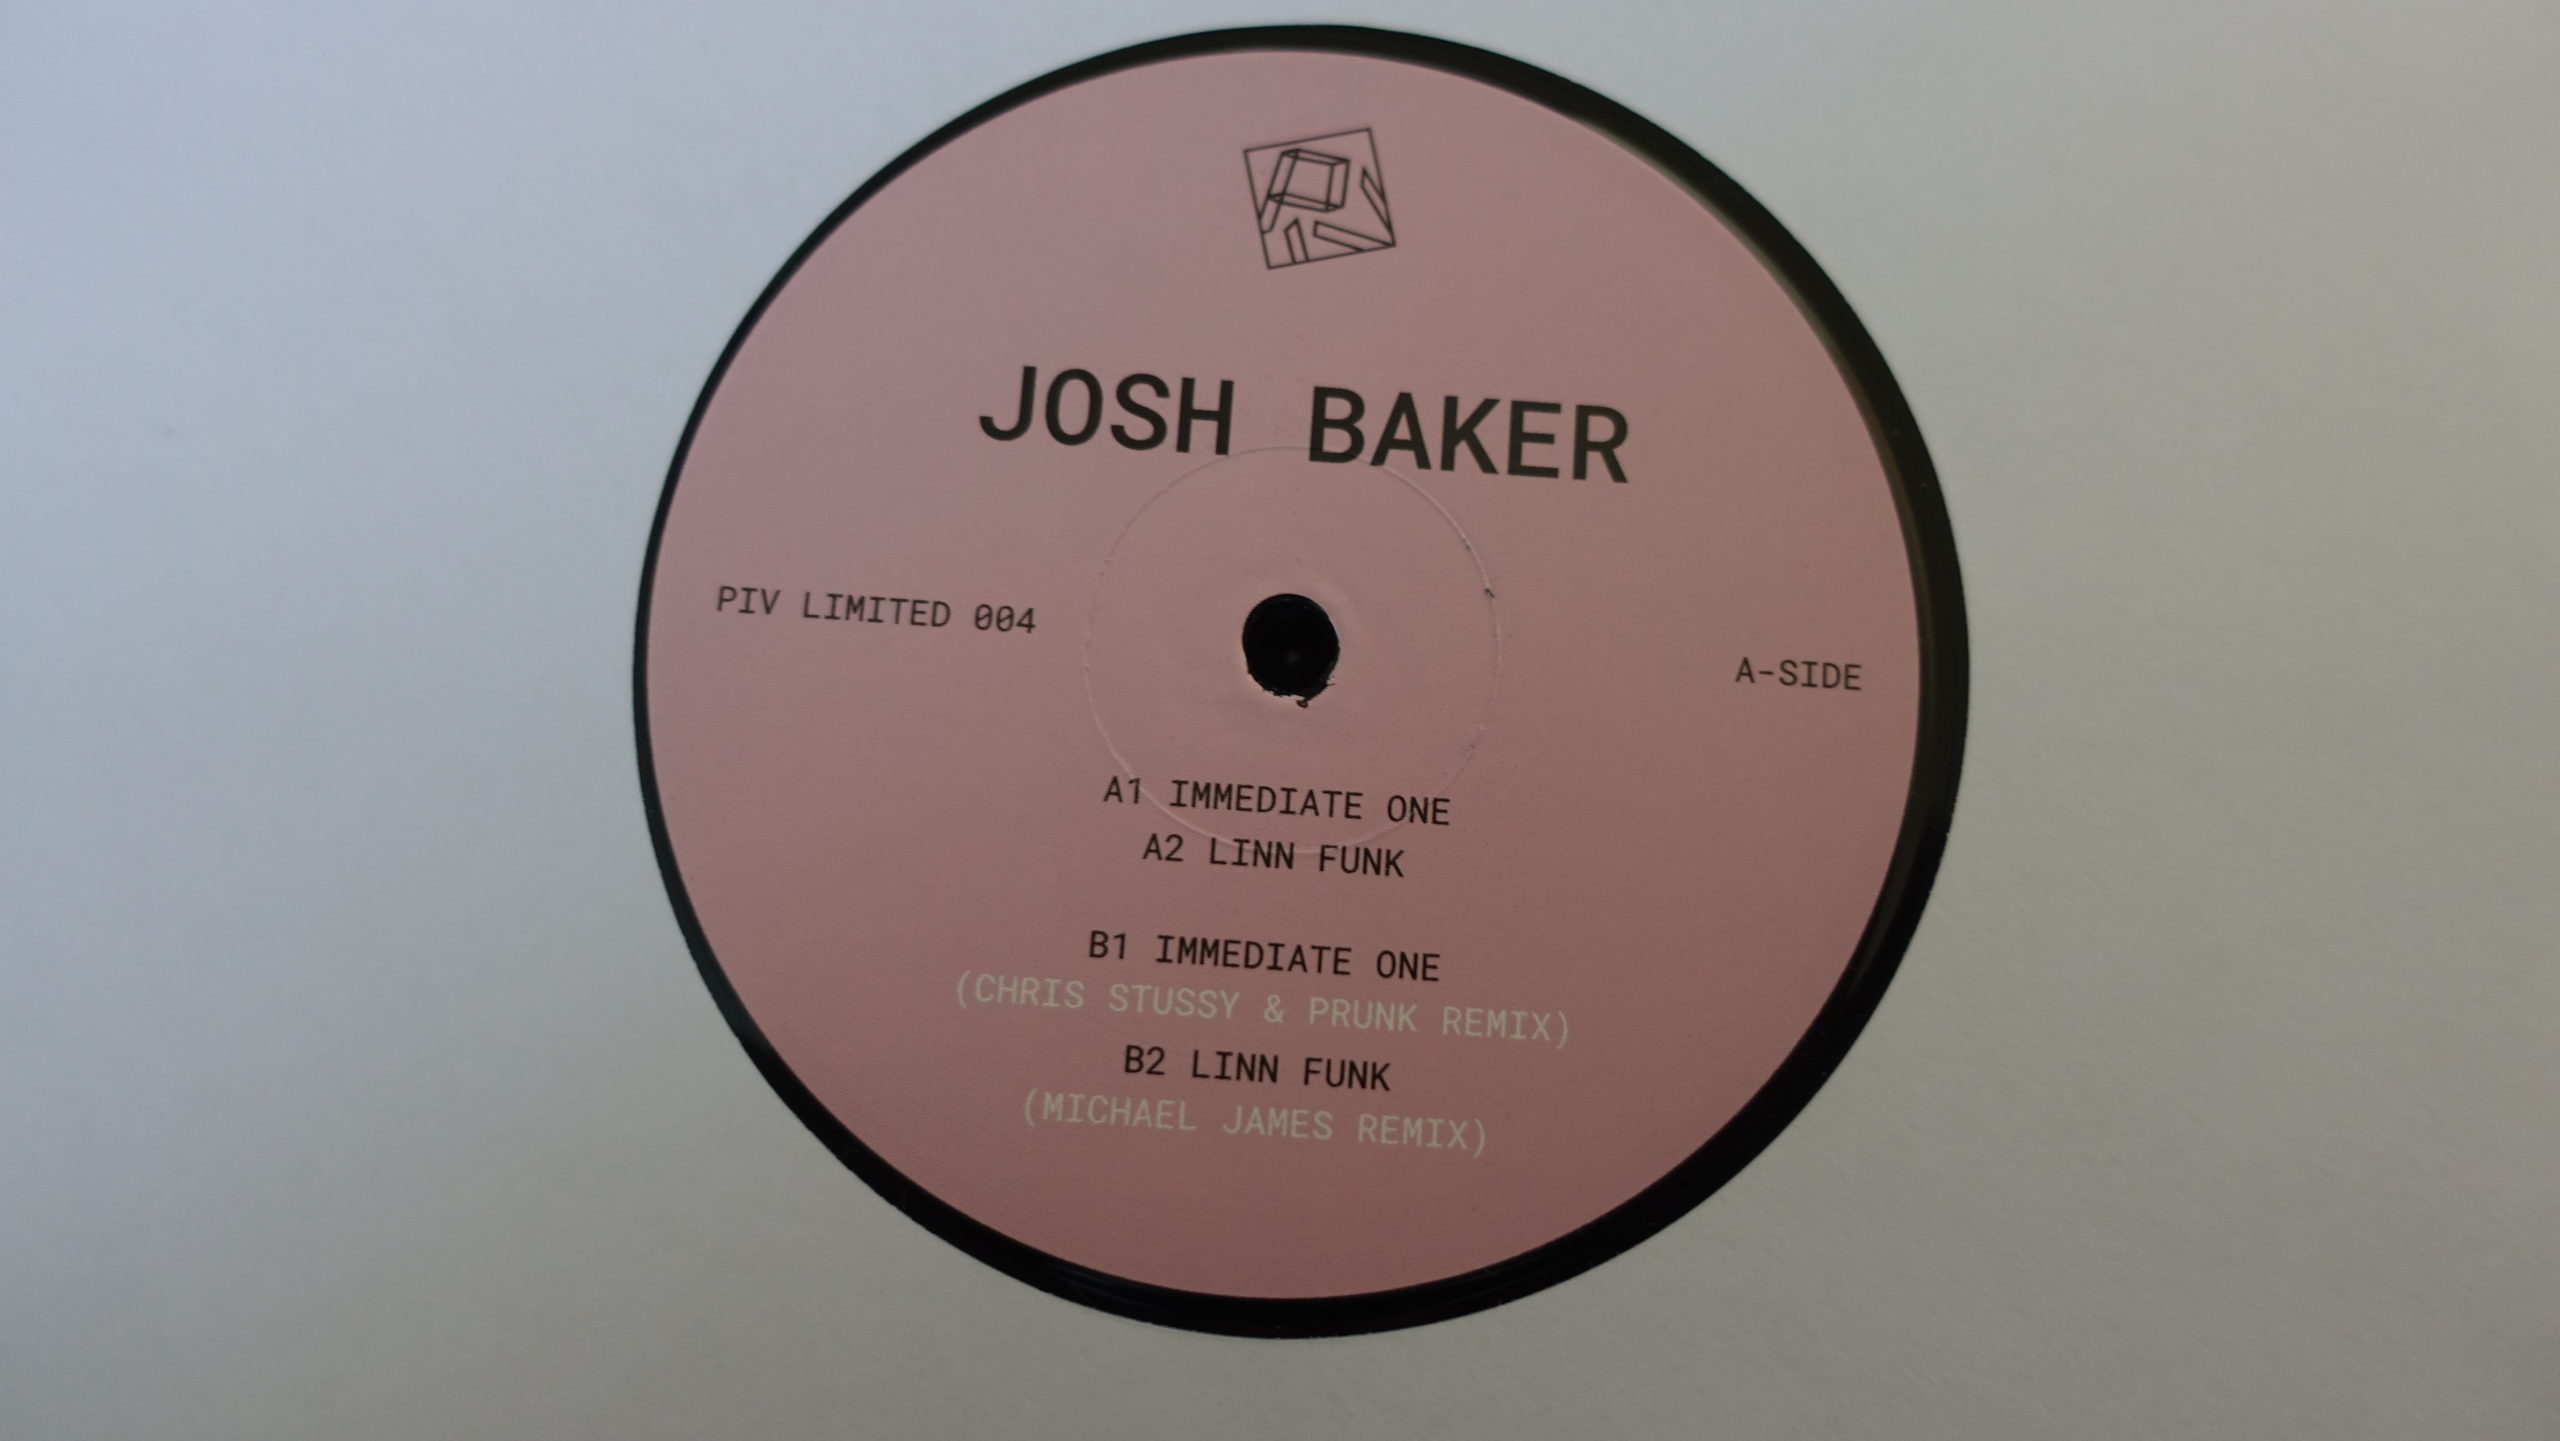 JOSH BAKER
PIV LIMITED 004
A-SIDE
A1 IMMEDIATE ONE
A2 LINN FUNK
B1 IMMEDIATE ONE
(CHRIS STUSSY & PRUNK REMIX)
B2 LINN FUNK
(MICHAEL JAMES REMIX)